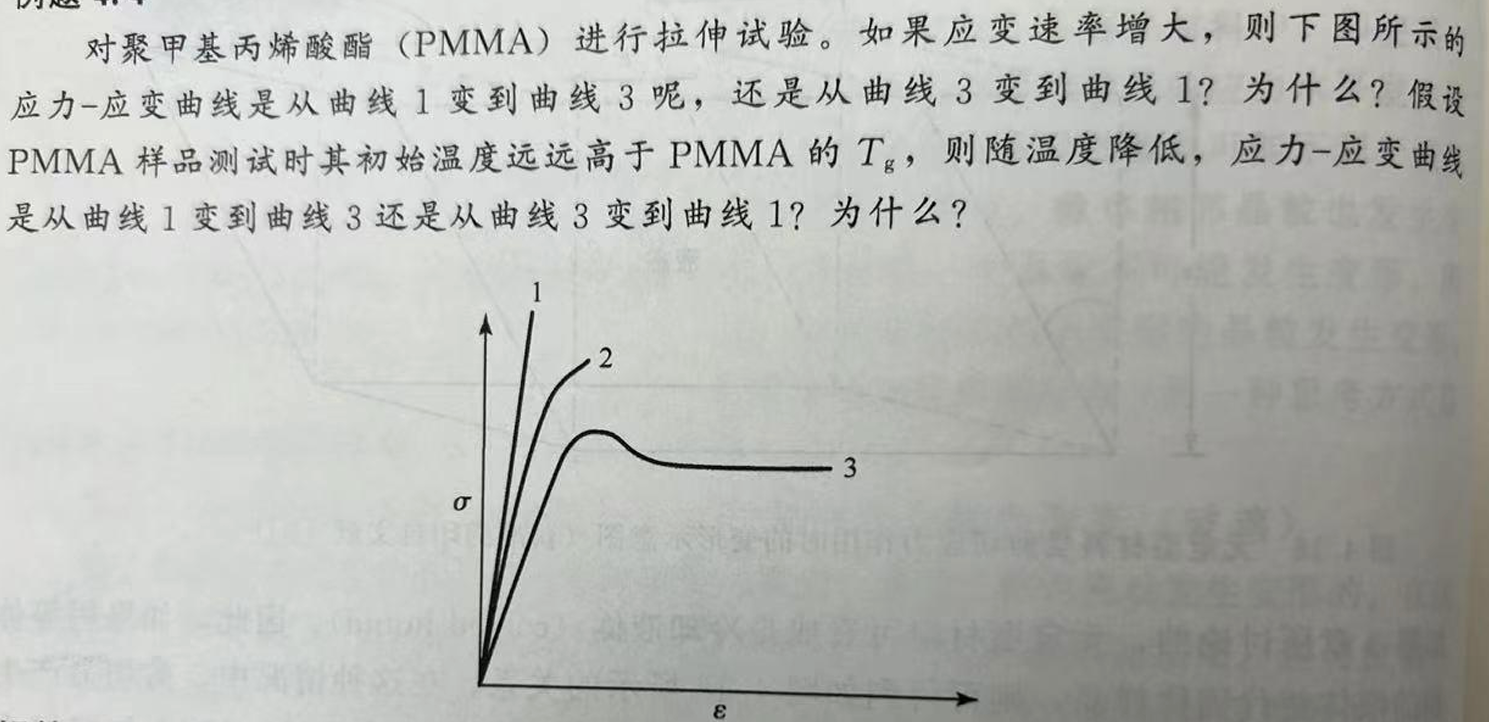 对聚甲基丙烯酸酯（PMMA）进行拉伸试验。如果应变速率增大，则下图所示的
应力-应变曲线是从曲线 1 变到曲线 3 呢，还是从曲线 3 变到曲线 1？为什么？假设
PMMA 样品测试时其初始温度远远高于 PMMA 的 Tg，则随温度降低，应力-应变曲线
是从曲线 1 变到曲线 3 还是从曲线 3 变到曲线 1？为什么？
1
2
3
σ
ε